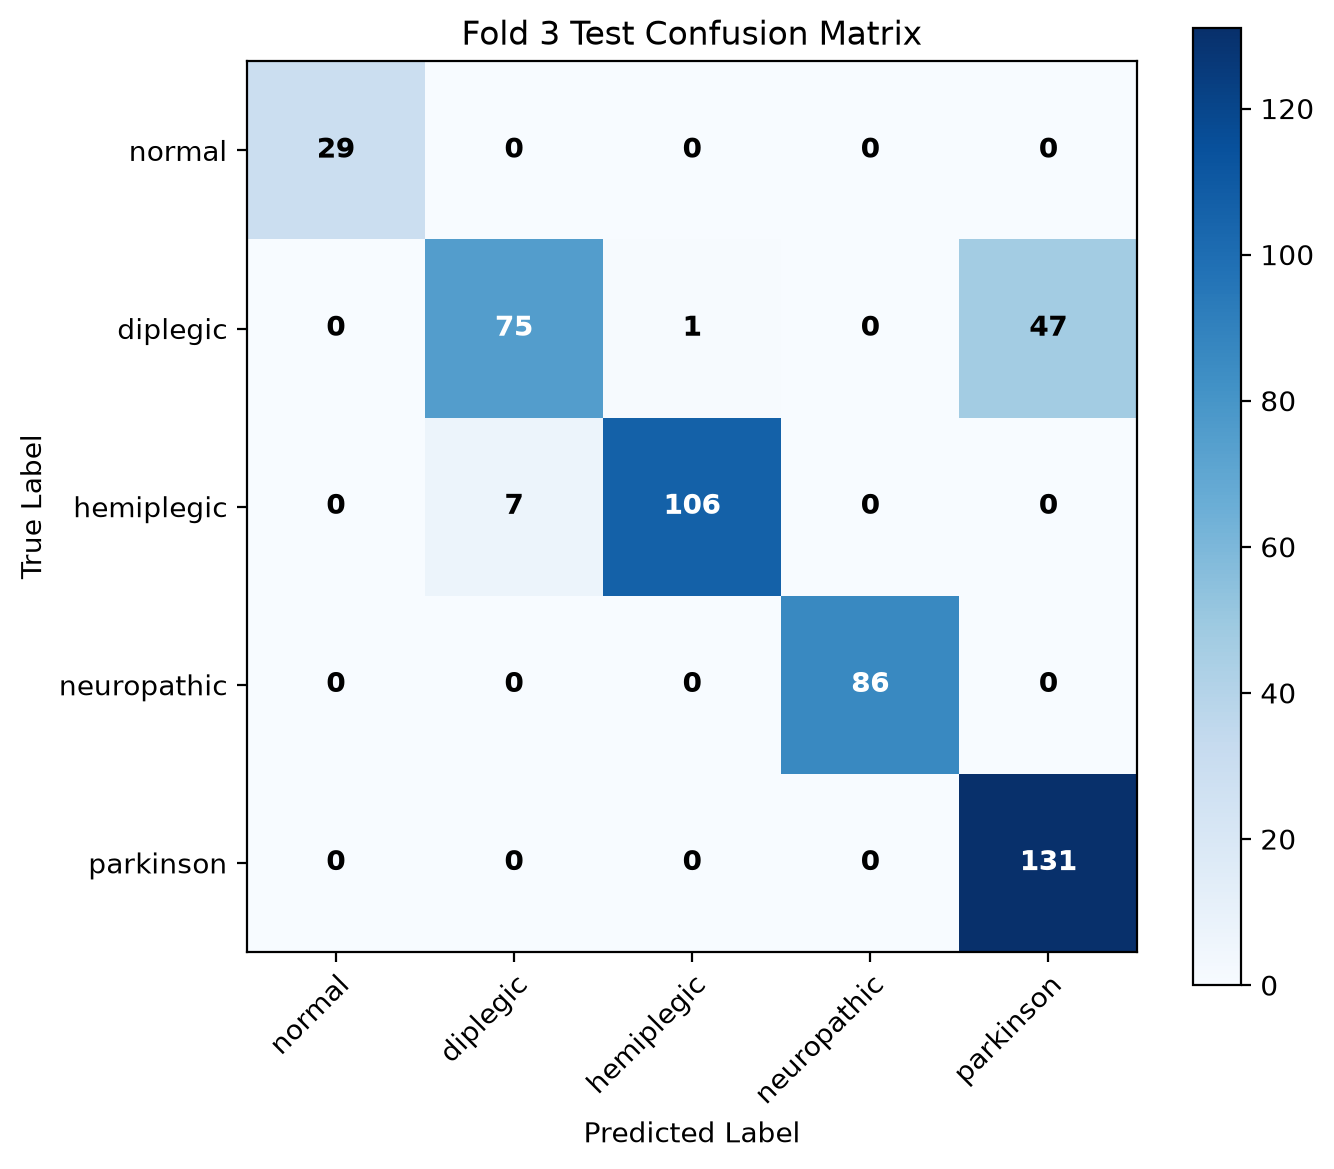 Fold 3 Test Confusion Matrix
True Label
normal 29 0 0 0 0
diplegic 0 75 1 0 47
hemiplegic 0 7 106 0 0
neuropathic 0 0 0 86 0
parkinson 0 0 0 0 131
normal diplegic hemiplegic neuropathic parkinson
Predicted Label
120
100
80
60
40
20
0